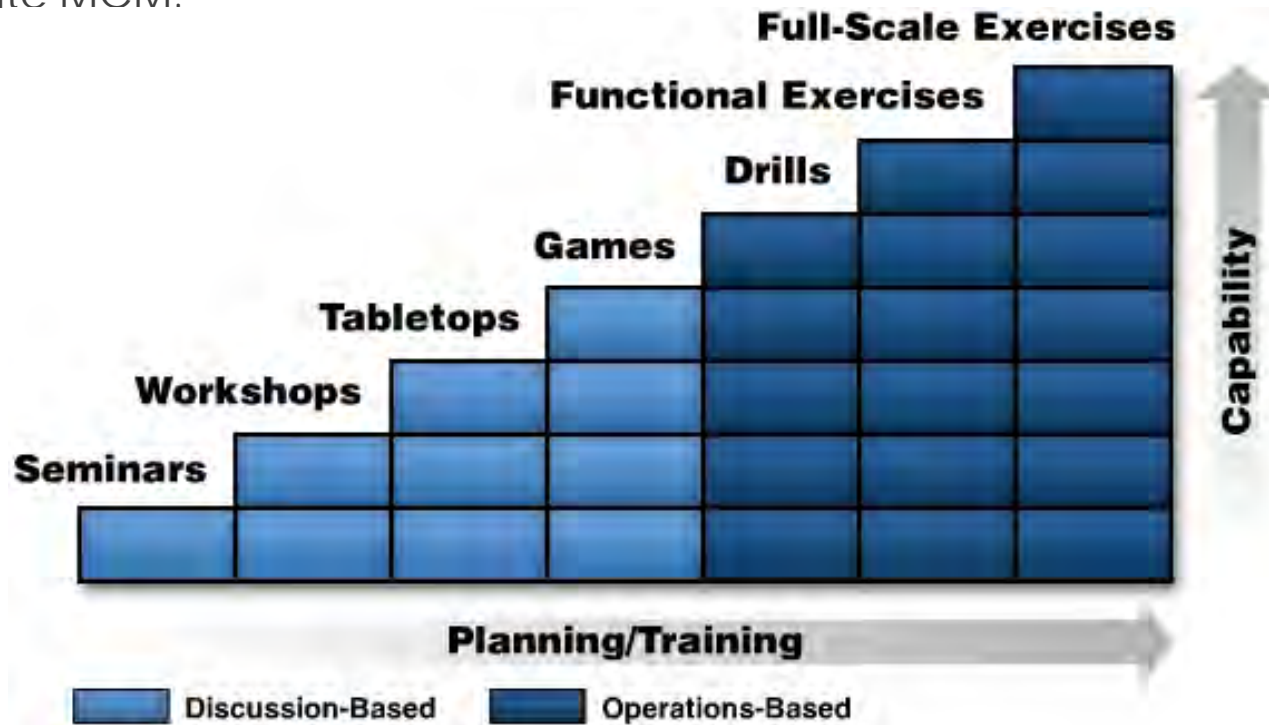 Full-Scale Exercises
Functional Exercises
Drills
Games
Tabletops
Workshops
Seminars
Capability
Planning/Training
Discussion-Based
Operations-Based